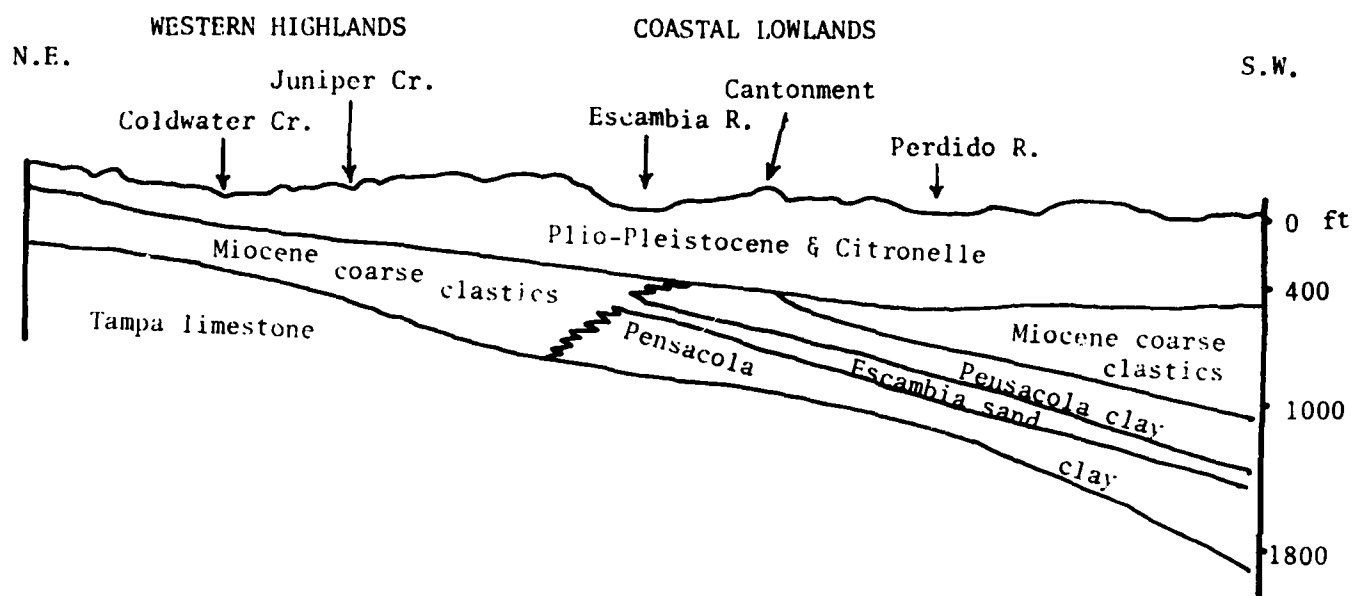 WESTERN HIGHLANDS
COASTAL LOWLANDS
N.E.
S.W.
Juniper Cr.
Cantonment
Coldwater Cr.
Escambia R.
Perdido R.
0 ft
Plio-Pleistocene & Citronelle
Miocene coarse clastics
400
Tampa limestone
Pensacola
Miocene coarse
clastics
Escambia sand
Peusacola clay
1000
clay
1800